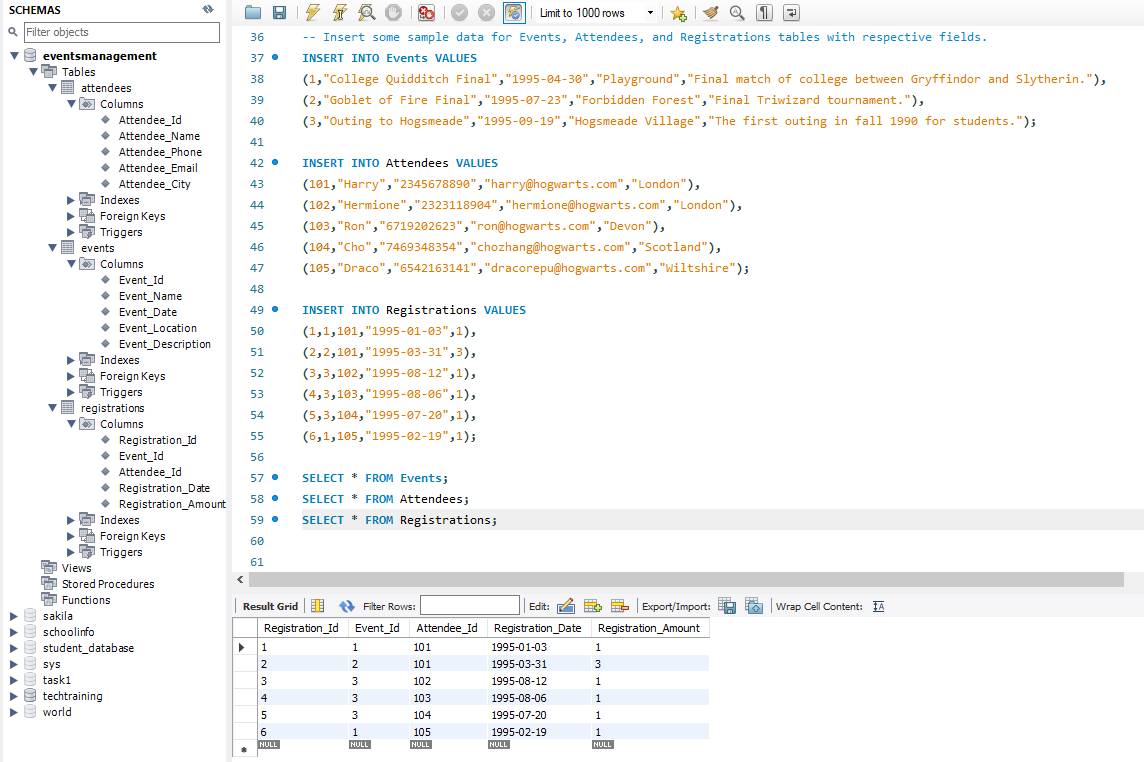 SCHEMAS
Filter objects
eventsmanagement
Tables
attendees
Columns
Attendee_Id
Attendee_Name
Attendee_Phone
Attendee_Email
Attendee_City
Indexes
Foreign Keys
Triggers
events
Columns
Event_Id
Event_Name
Event_Date
Event_Location
Event_Description
Indexes
Foreign Keys
Triggers
registrations
Columns
Registration_Id
Event_Id
Attendee_Id
Registration_Date
Registration_Amount
Indexes
Foreign Keys
Triggers
Views
Stored Procedures
Functions
sakila
schoolinfo
student_database
sys
task1
techtraining
world
Limit to 1000 rows
36 -- Insert some sample data for Events, Attendees, and Registrations tables with respective fields.
37 INSERT INTO Events VALUES
38 (1,"College Quidditch Final","1995-04-30","Playground","Final match of college between Gryffindor and Slytherin."),
39 (2,"Goblet of Fire Final","1995-07-23","Forbidden Forest","Final Triwizard tournament."),
40 (3,"Outing to Hogsmeade","1995-09-19","Hogsmeade Village","The first outing in fall 1990 for students.");
41
42 INSERT INTO Attendees VALUES
43 (101,"Harry","2345678890","harry@hogwarts.com","London"),
44 (102,"Hermione","2323118904","hermione@hogwarts.com","London"),
45 (103,"Ron","6719202623","ron@hogwarts.com","Devon"),
46 (104,"Cho","7469348354","chozhang@hogwarts.com","Scotland"),
47 (105,"Draco","6542163141","dracorepu@hogwarts.com","Wiltshire");
48
49 INSERT INTO Registrations VALUES
50 (1,1,101,"1995-01-03",1),
51 (2,2,101,"1995-03-31",3),
52 (3,3,102,"1995-08-12",1),
53 (4,3,103,"1995-08-06",1),
54 (5,3,104,"1995-07-20",1),
55 (6,1,105,"1995-02-19",1);
56
57 SELECT * FROM Events;
58 SELECT * FROM Attendees;
59 SELECT * FROM Registrations;
60
61
Result Grid Filter Rows: Edit: Export/Import: Wrap Cell Content:
Registration_Id Event_Id Attendee_Id Registration_Date Registration_Amount
1 1 101 1995-01-03 1
2 2 101 1995-03-31 3
3 3 102 1995-08-12 1
4 3 103 1995-08-06 1
5 3 104 1995-07-20 1
6 1 105 1995-02-19 1
NULL NULL NULL NULL NULL